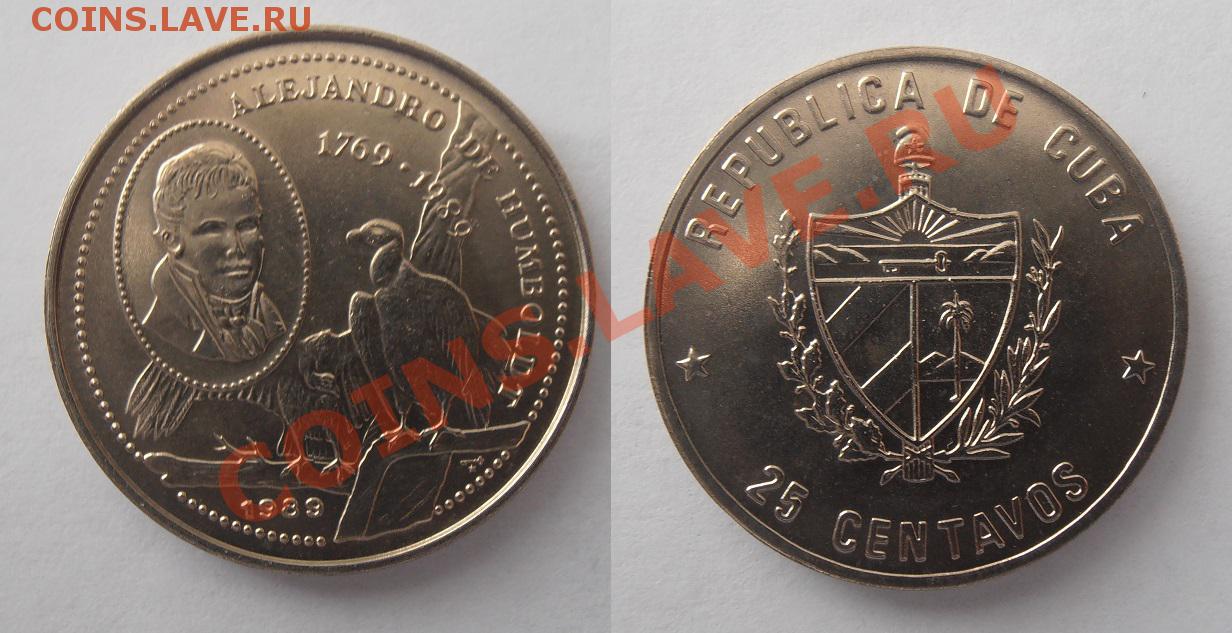 COINS.LAVE.RU
ALEJANDRO DE HUMBOLDT
1769-1989
1989
REPUBLICA DE CUBA
25 CENTAVOS
COINS.LAVE.RU